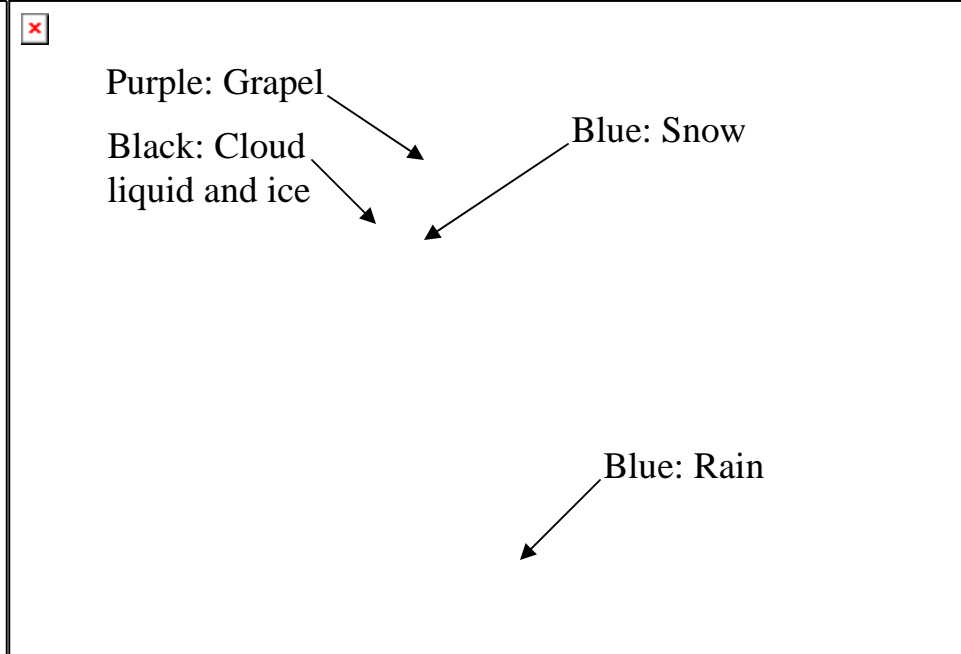 Purple: Grapel
Blue: Snow
Black: Cloud
liquid and ice
Blue: Rain